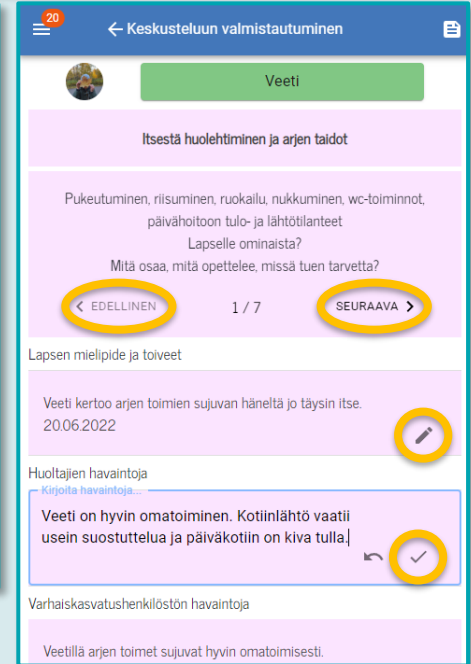 20
← Keskusteluun valmistautuminen
Veeti
Itsestä huolehtiminen ja arjen taidot
Pukeutuminen, riisuminen, ruokailu, nukkuminen, wc-toiminnot,
päivähoitoon tulo- ja lähtötilanteet
Lapselle ominaista?
Mitä osaa, mitä opettelee, missä tuen tarvetta?
< EDELLINEN 1 / 7 SEURAAVA >
Lapsen mielipide ja toiveet
Veeti kertoo arjen toimien sujuvan häneltä jo täysin itse.
20.06.2022
Huoltajien havaintoja
Kirjoita havaintoja...
Veeti on hyvin omatoiminen. Kotiinlähtö vaatii
usein suostuttelua ja päiväkotiin on kiva tulla.
Varhaiskasvatushenkilöstön havaintoja
Veetillä arjen toimet sujuvat hyvin omatoimisesti.